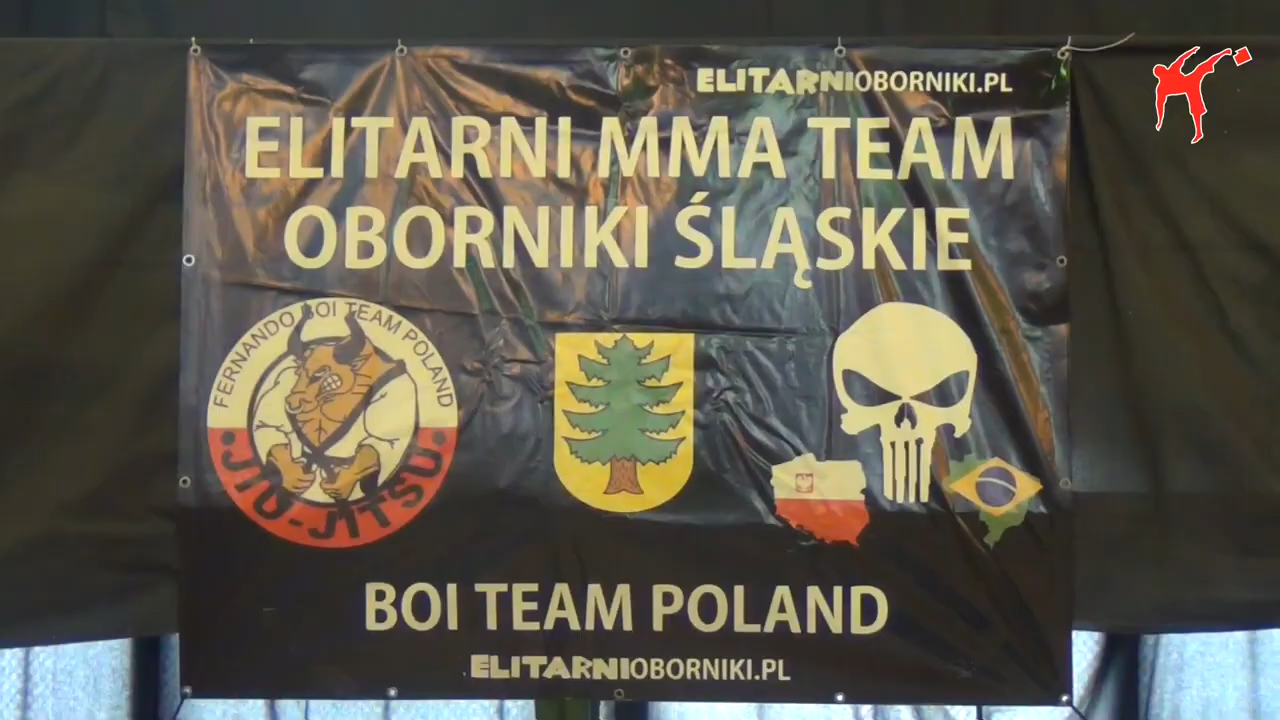 ELITARNIOBORNIKI.PL
ELITARNI MMA TEAM
OBORNIKI ŚLĄSKIE
FERNANDO BOI TEAM POLAND
JIU-JITSU
BOI TEAM POLAND
ELITARNIOBORNIKI.PL